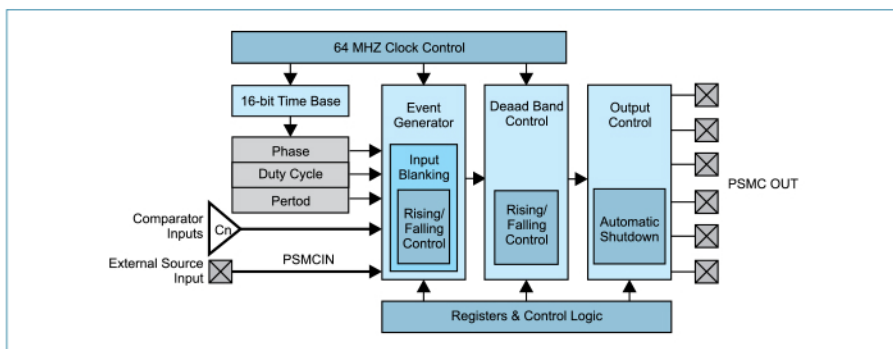 64 MHZ Clock Control
16-bit Time Base
Event
Generator
Deaad Band
Control
Output
Control
Phase
Duty Cycle
Pertod
Input
Blanking
Rising/
Falling
Control
Rising/
Falling
Control
Automatic
Shutdown
PSMC OUT
Comparator
Inputs
Cn
External Source
Input
PSMCIN
Registers & Control Logic